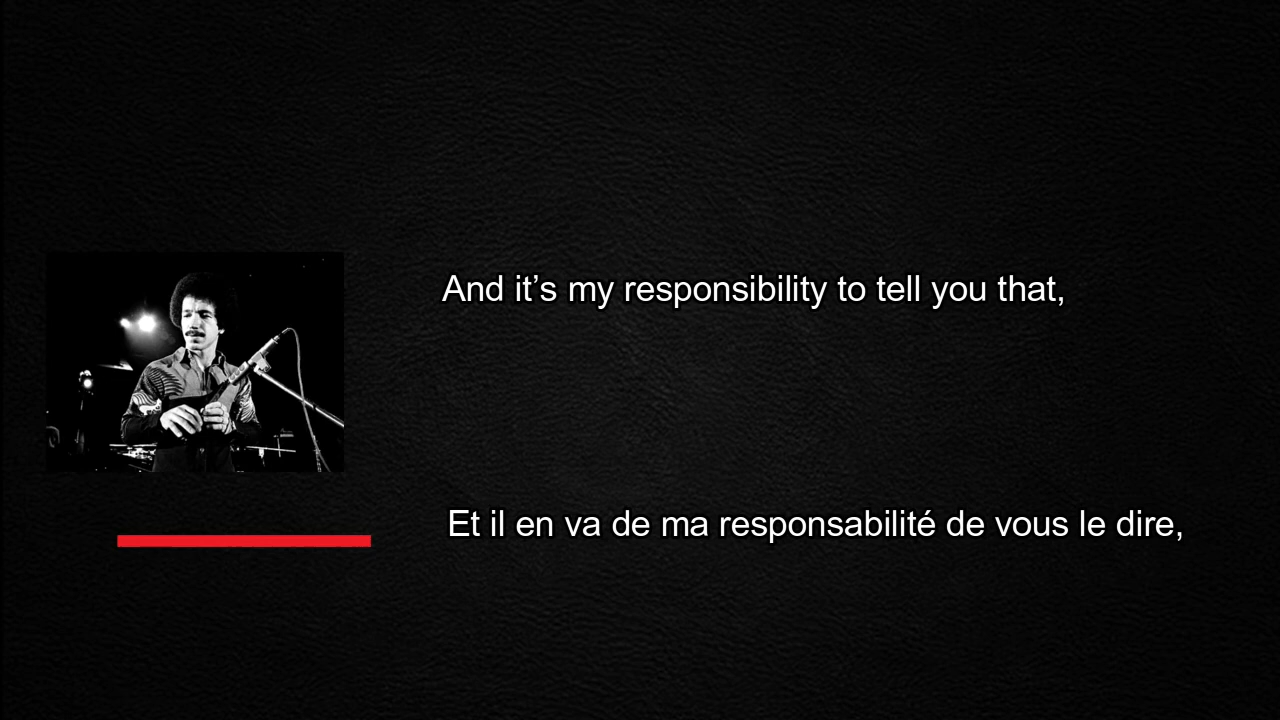 And it’s my responsibility to tell you that,
Et il en va de ma responsabilité de vous le dire,